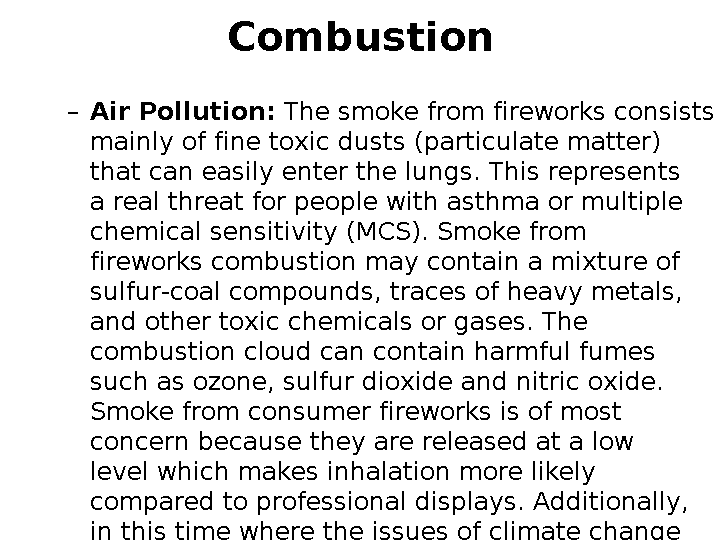 Combustion
– Air Pollution: The smoke from fireworks consists
mainly of fine toxic dusts (particulate matter)
that can easily enter the lungs. This represents
a real threat for people with asthma or multiple
chemical sensitivity (MCS). Smoke from
fireworks combustion may contain a mixture of
sulfur-coal compounds, traces of heavy metals,
and other toxic chemicals or gases. The
combustion cloud can contain harmful fumes
such as ozone, sulfur dioxide and nitric oxide.
Smoke from consumer fireworks is of most
concern because they are released at a low
level which makes inhalation more likely
compared to professional displays. Additionally,
in this time where the issues of climate change